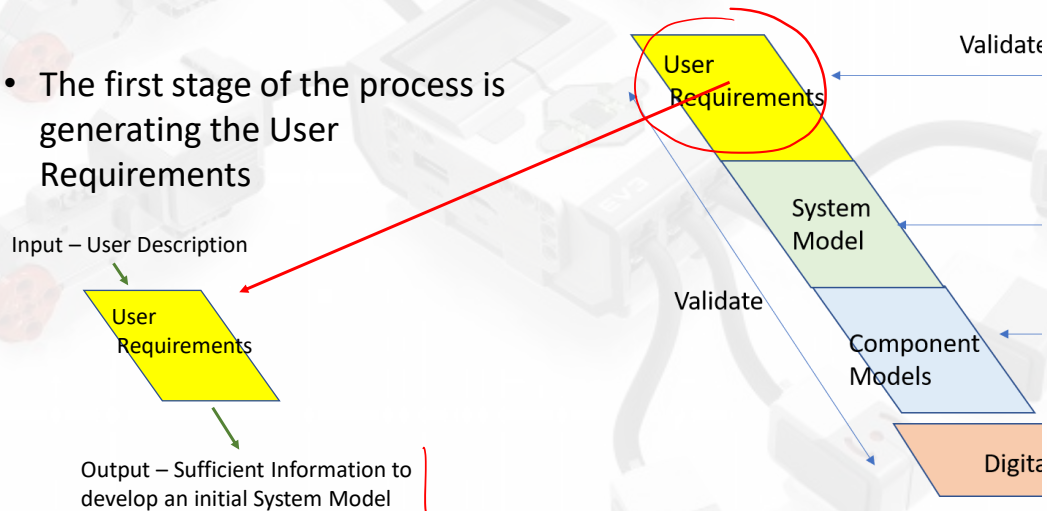 • The first stage of the process is
generating the User
Requirements
Input – User Description
User
Requirements
Output – Sufficient Information to
develop an initial System Model
User
Requirements
Validate
System
Model
Validate
Component
Models
EV3